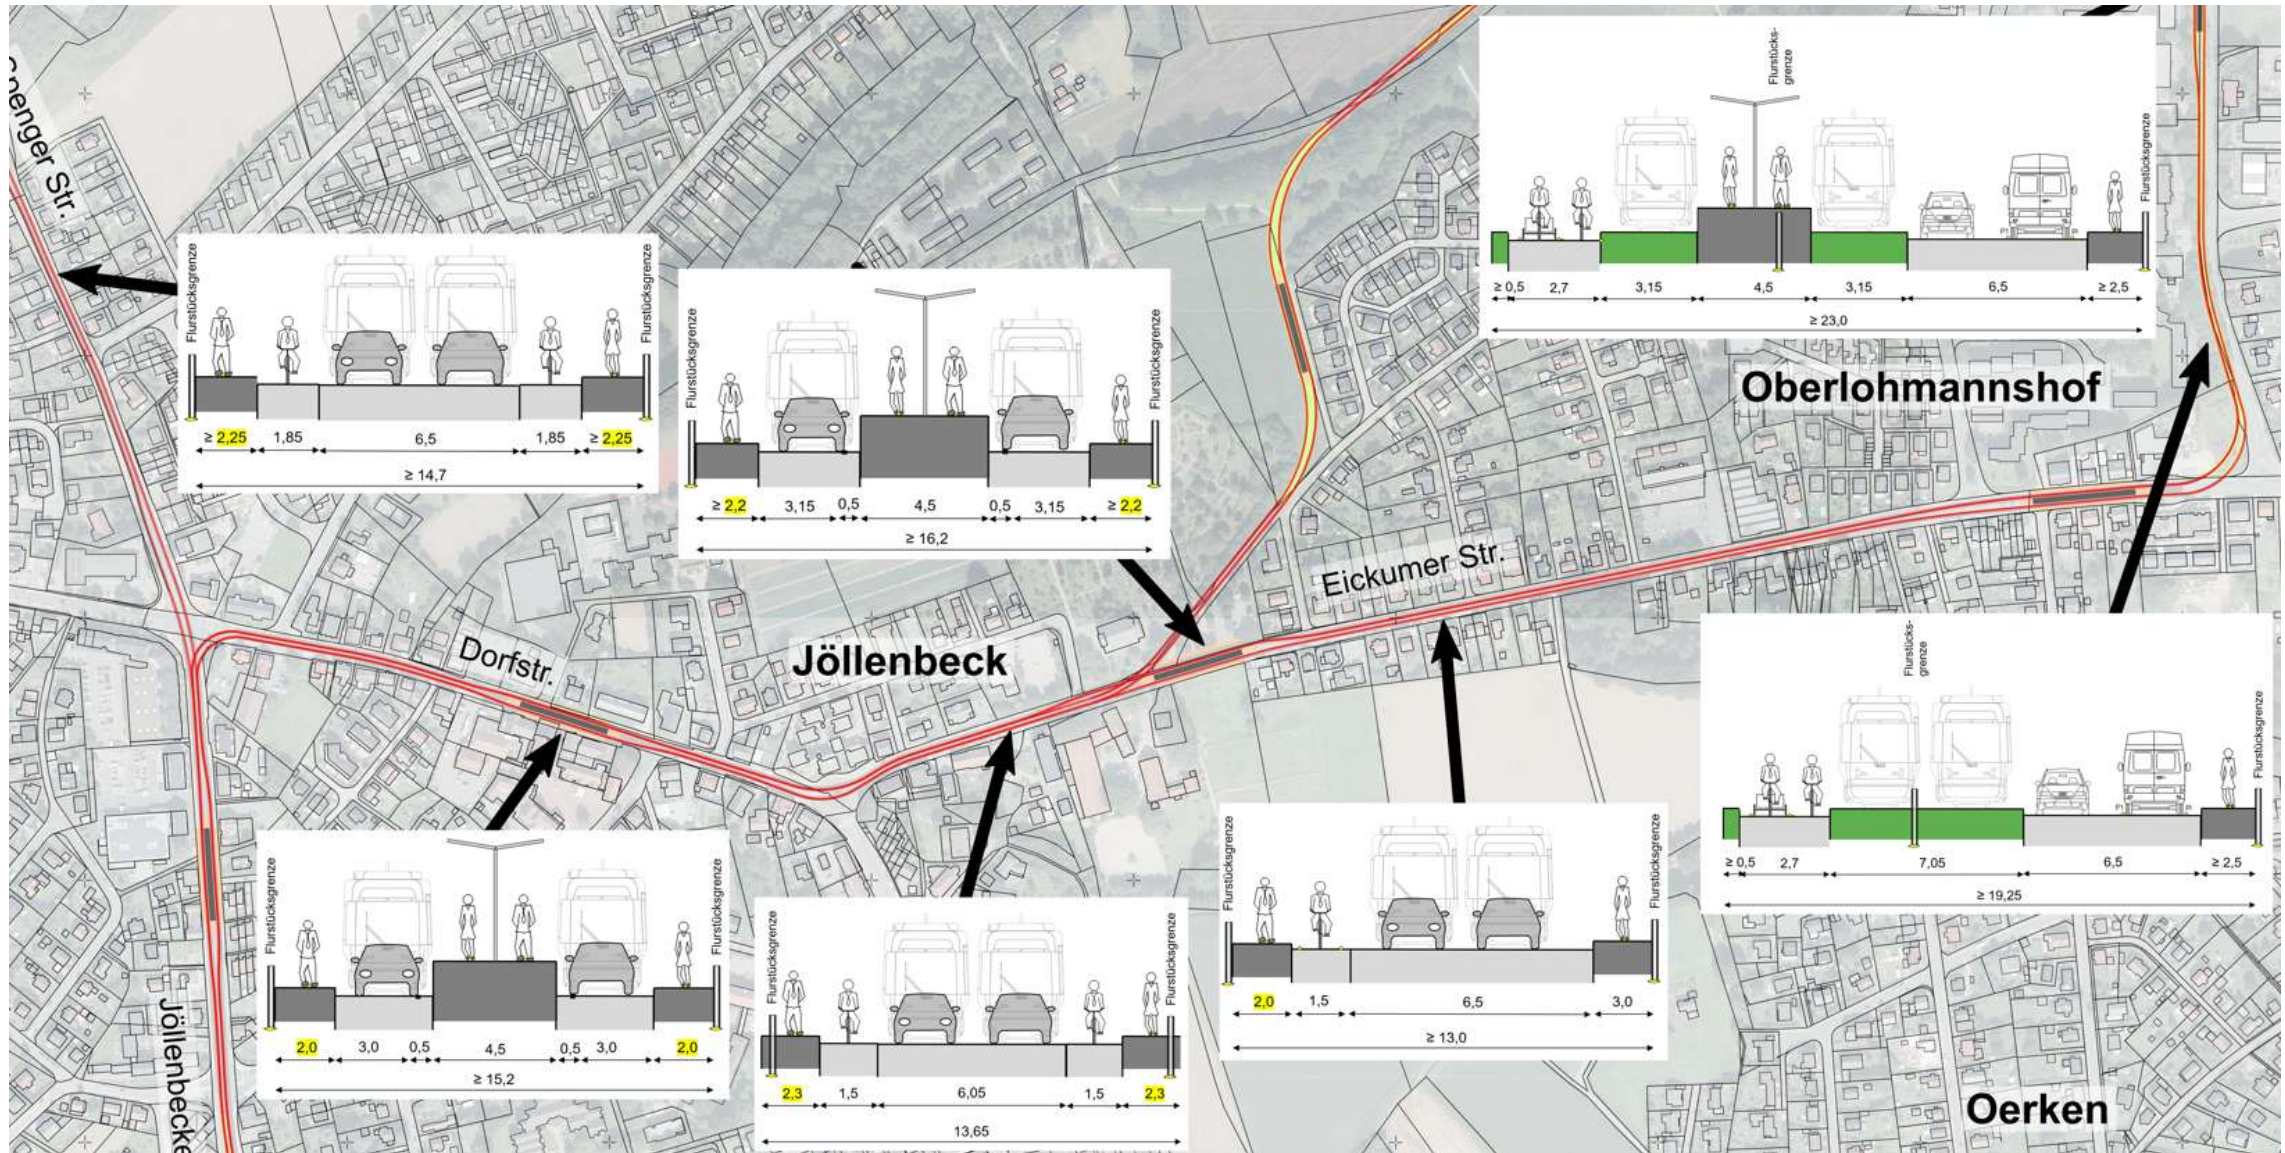 Spenger Str.
Flurstücksgrenze
Flurstücksgrenze
≥ 2,25 1,85 6,5 1,85 ≥ 2,25
≥ 14,7
Flurstücksgrenze
Flurstücksgrenze
≥ 2,2 3,15 0,5 4,5 0,5 3,15 ≥ 2,2
≥ 16,2
Flurstücks-
grenze
Flurstücksgrenze
≥ 0,5 2,7 3,15 4,5 3,15 6,5 ≥ 2,5
≥ 23,0
Oberlohmannshof
Eickumer Str.
Dorfstr.
Jöllenbeck
Flurstücks-
grenze
Flurstücksgrenze
≥ 0,5 2,7 7,05 6,5 ≥ 2,5
≥ 19,25
Flurstücksgrenze
Flurstücksgrenze
2,0 1,5 6,5 3,0
≥ 13,0
Flurstücksgrenze
Flurstücksgrenze
2,0 3,0 0,5 4,5 0,5 3,0 2,0
≥ 15,2
Flurstücksgrenze
Flurstücksgrenze
2,3 1,5 6,05 1,5 2,3
13,65
Jöllenbecke
Oerken